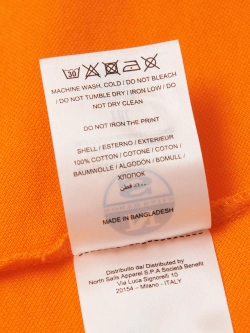 30
MACHINE WASH, COLD / DO NOT BLEACH
/ DO NOT TUMBLE DRY / IRON LOW / DO
NOT DRY CLEAN
DO NOT IRON THE PRINT
SHELL / ESTERNO / EXTERIEUR
100% COTTON / COTONE / COTON /
BAUMWOLLE / ALGODÓN / BOMULL /
ХЛОПОК
قطن ٪١٠٠
MADE IN BANGLADESH
Distribuito da / Distributed by
North Sails Apparel S.P.A Società Benefit
Via Luca Signorelli 10
20154 – Milano - ITALY